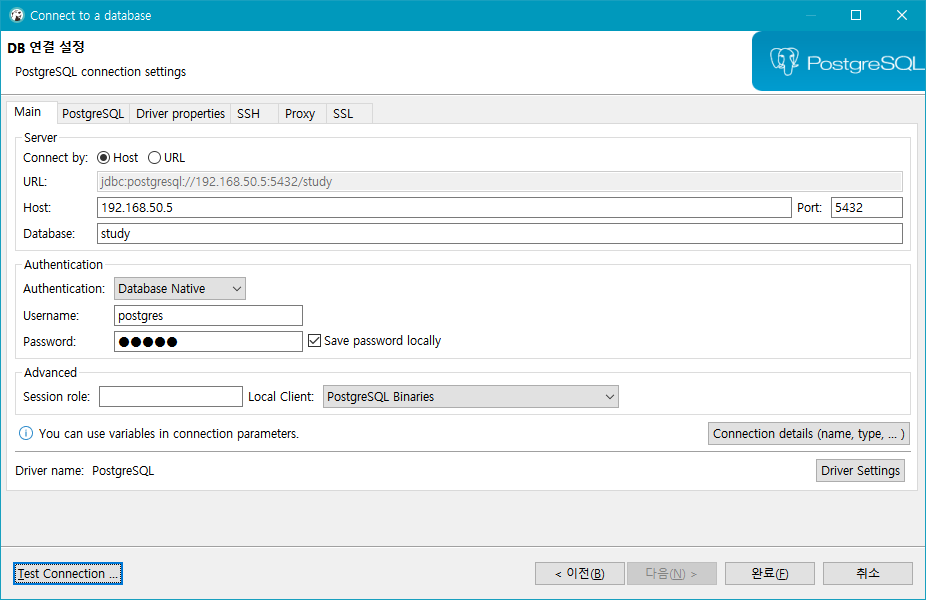 Connect to a database
DB 연결 설정
PostgreSQL connection settings
PostgreSQL
Main PostgreSQL Driver properties SSH Proxy SSL
Server
Connect by: Host URL
URL: jdbc:postgresql://192.168.50.5:5432/study
Host: 192.168.50.5 Port: 5432
Database: study
Authentication
Authentication: Database Native
Username: postgres
Password: ●●●●●● Save password locally
Advanced
Session role: Local Client: PostgreSQL Binaries
You can use variables in connection parameters.
Connection details (name, type, ... )
Driver name: PostgreSQL
Driver Settings
Test Connection ... < 이전(B) 다음(N) > 완료(F) 취소